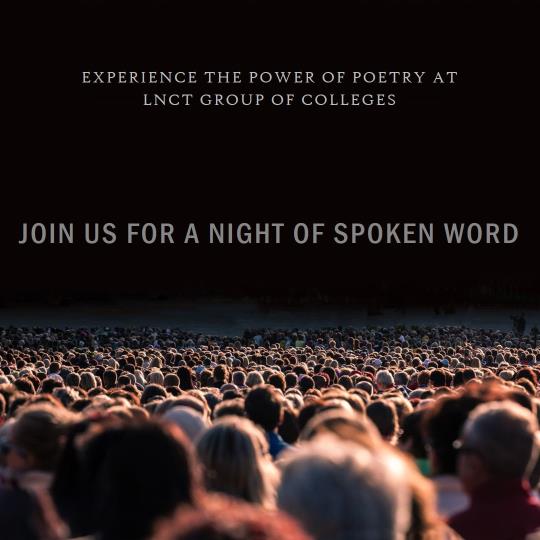 EXPERIENCE THE POWER OF POETRY AT
LNCT GROUP OF COLLEGES
JOIN US FOR A NIGHT OF SPOKEN WORD